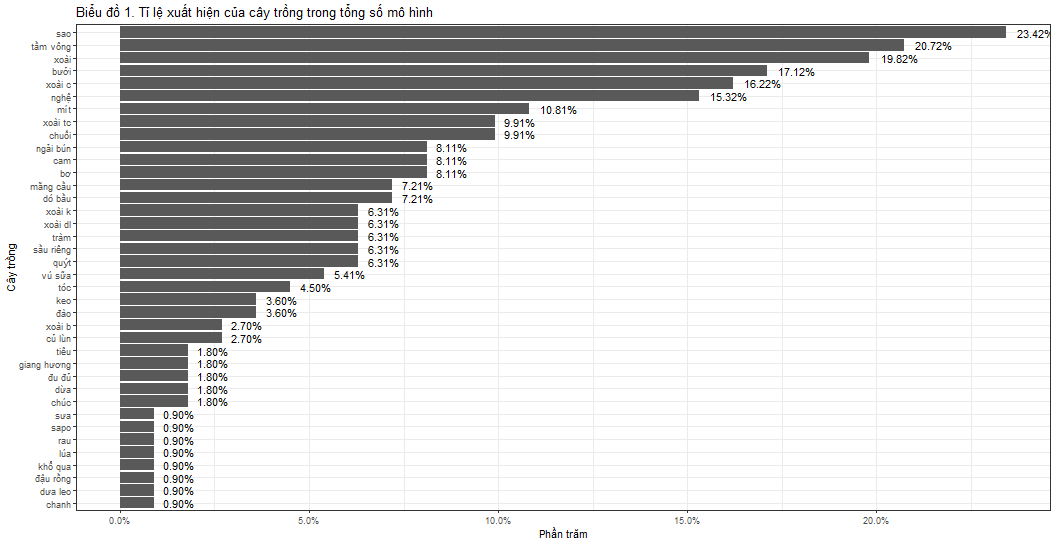 Biểu đồ 1. Tỉ lệ xuất hiện của cây trồng trong tổng số mô hình
sao 23.42%
tầm vông 20.72%
xoài 19.82%
bưởi 17.12%
xoài c 16.22%
nghệ 15.32%
mít 10.81%
xoài tc 9.91%
chuối 9.91%
ngải bún 8.11%
cam 8.11%
bơ 8.11%
mãng cầu 7.21%
dó bầu 7.21%
xoài k 6.31%
xoài dl 6.31%
tràm 6.31%
sầu riêng 6.31%
quýt 6.31%
vú sữa 5.41%
tóc 4.50%
keo 3.60%
đào 3.60%
xoài b 2.70%
củ lùn 2.70%
tiêu 1.80%
giang hương 1.80%
đu đủ 1.80%
dừa 1.80%
chúc 1.80%
sưa 0.90%
sapo 0.90%
rau 0.90%
lúa 0.90%
khổ qua 0.90%
đậu rồng 0.90%
dưa leo 0.90%
chanh 0.90%
Cây trồng
0.0% 5.0% 10.0% 15.0% 20.0%
Phần trăm